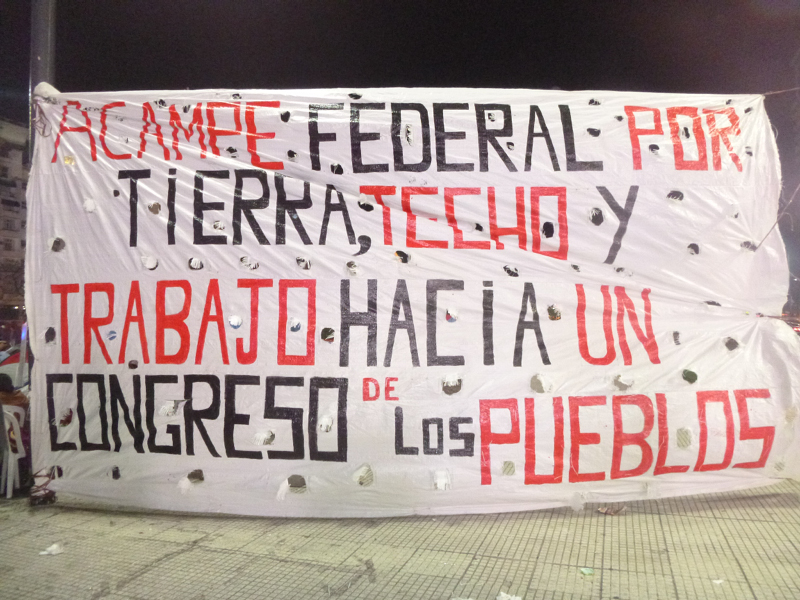 ACAMPE FEDERAL POR
TIERRA, TECHO Y
TRABAJO HACIA UN
CONGRESO DE LOS PUEBLOS